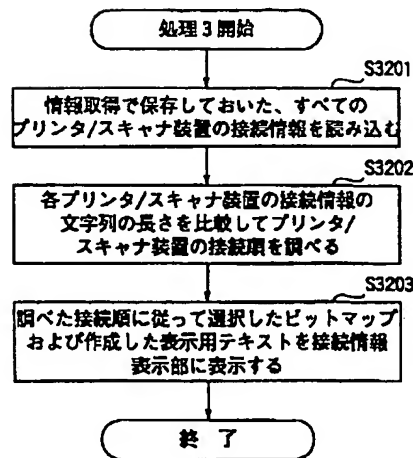 処理3開始
S3201
情報取得で保存しておいた、すべての
プリンタ/スキャナ装置の接続情報を読み込む
S3202
各プリンタ/スキャナ装置の接続情報の
文字列の長さを比較してプリンタ/
スキャナ装置の接続順を調べる
S3203
調べた接続順に従って選択したビットマップ
および作成した表示用テキストを接続情報
表示部に表示する
終 了